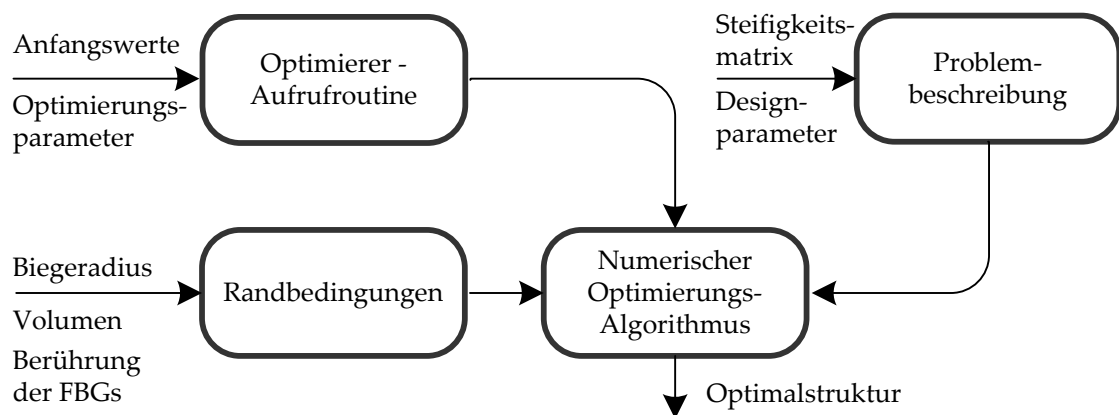 Anfangswerte
Optimierungs-
parameter
Optimierer -
Aufrufroutine
Steifigkeits-
matrix
Design-
parameter
Problem-
beschreibung
Biegeradius
Volumen
Berührung
der FBGs
Randbedingungen
Numerischer
Optimierungs-
Algorithmus
Optimalstruktur